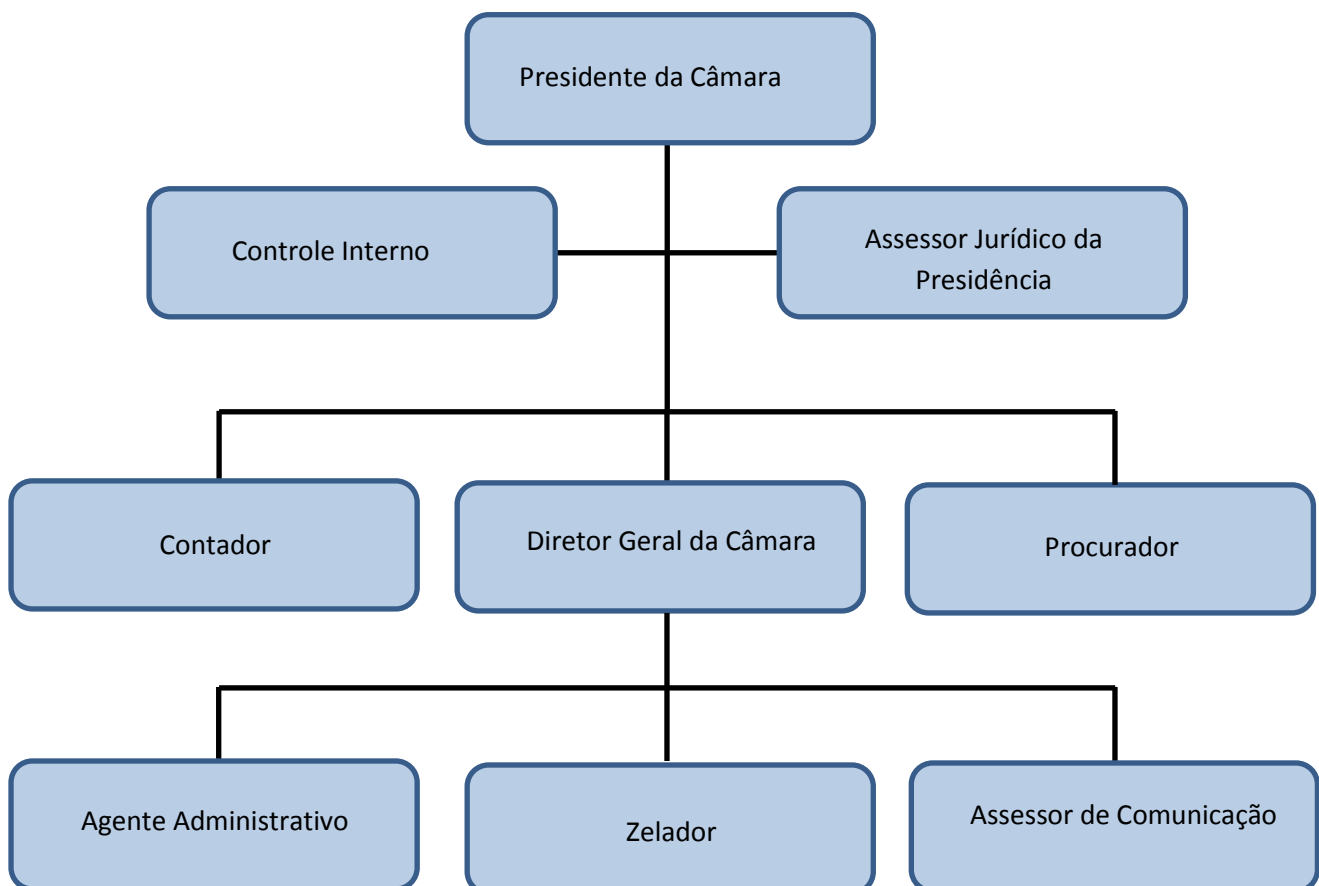 Presidente da Câmara
Controle Interno
Assessor Jurídico da
Presidência
Contador
Diretor Geral da Câmara
Procurador
Agente Administrativo
Zelador
Assessor de Comunicação